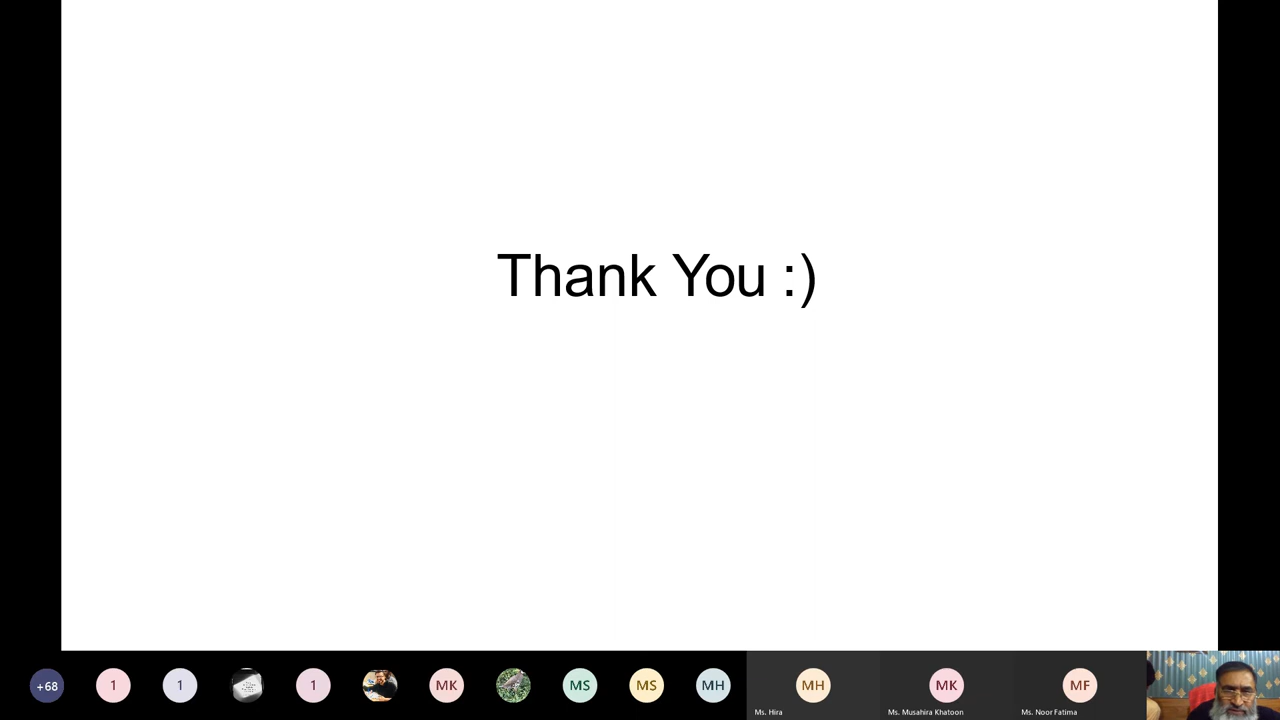 Thank You :)
+68
1
1
1
MK
MS
MS
MH
MH
MK
MF
Ms. Hira
Ms. Musahira Khatoon
Ms. Noor Fatima